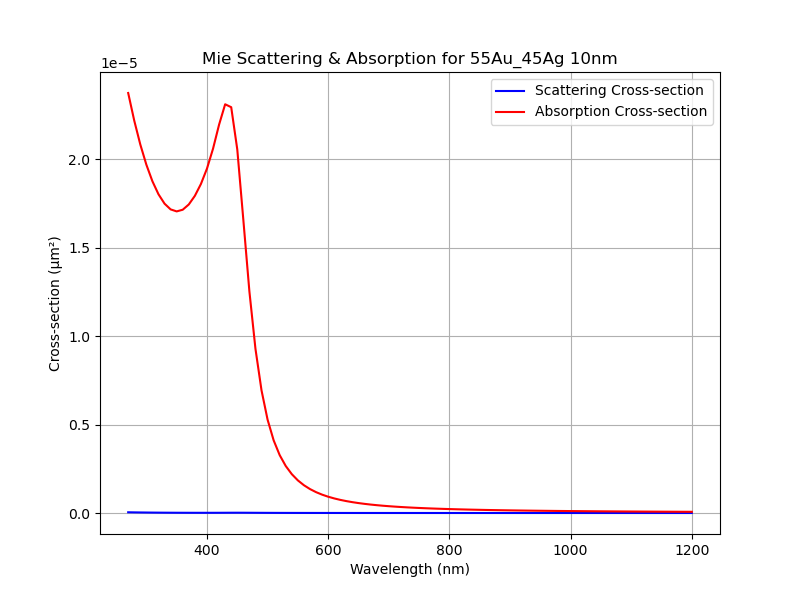 Mie Scattering & Absorption for 55Au_45Ag 10nm
1e−5
Scattering Cross-section
Absorption Cross-section
2.0
1.5
1.0
0.5
0.0
Cross-section (μm²)
400 600 800 1000 1200
Wavelength (nm)